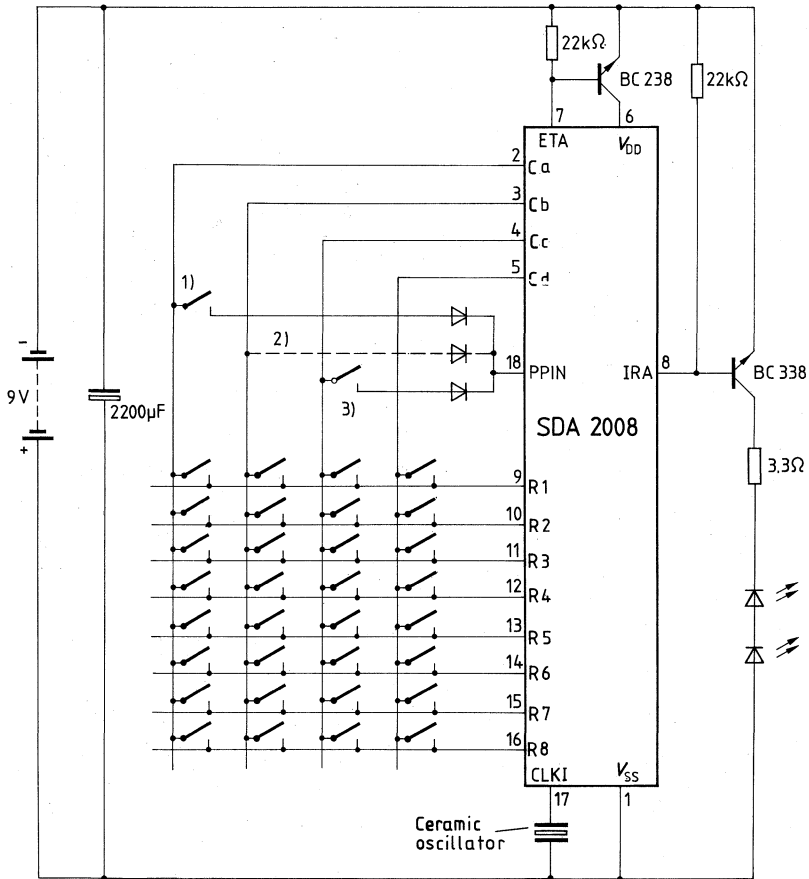 22kΩ
BC 238
22kΩ
7
6
ETA
VDD
2
Ca
3
Cb
4
Cc
5
Cd
1)
2)
18
PPIN
IRA
8
BC 338
3)
-
9V
+
2200µF
SDA 2008
3,3Ω
9
R1
10
R2
11
R3
12
R4
13
R5
14
R6
15
R7
16
R8
CLKI
VSS
17
1
Ceramic
oscillator